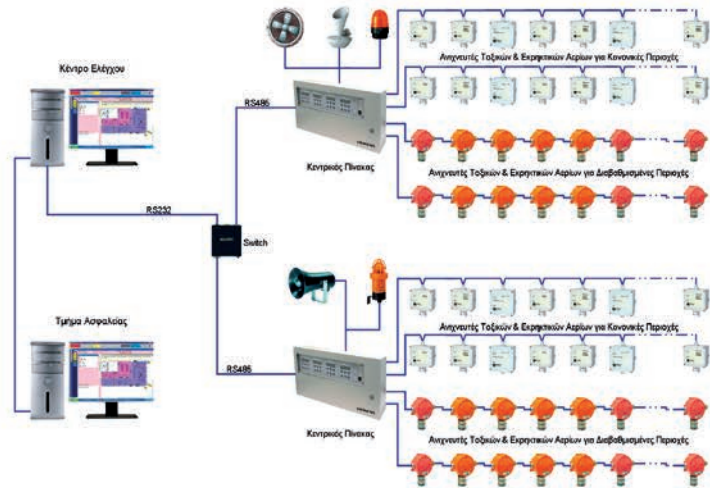 Κέντρο Ελέγχου
RS485
Ανιχνευτές Τοξικών & Εκρηκτικών Αερίων για Κανονικές Περιοχές
Κεντρικός Πίνακας
Ανιχνευτές Τοξικών & Εκρηκτικών Αερίων για Διαβαθμισμένες Περιοχές
RS232
Switch
Τμήμα Ασφαλείας
RS485
Ανιχνευτές Τοξικών & Εκρηκτικών Αερίων για Κανονικές Περιοχές
Κεντρικός Πίνακας
Ανιχνευτές Τοξικών & Εκρηκτικών Αερίων για Διαβαθμισμένες Περιοχές